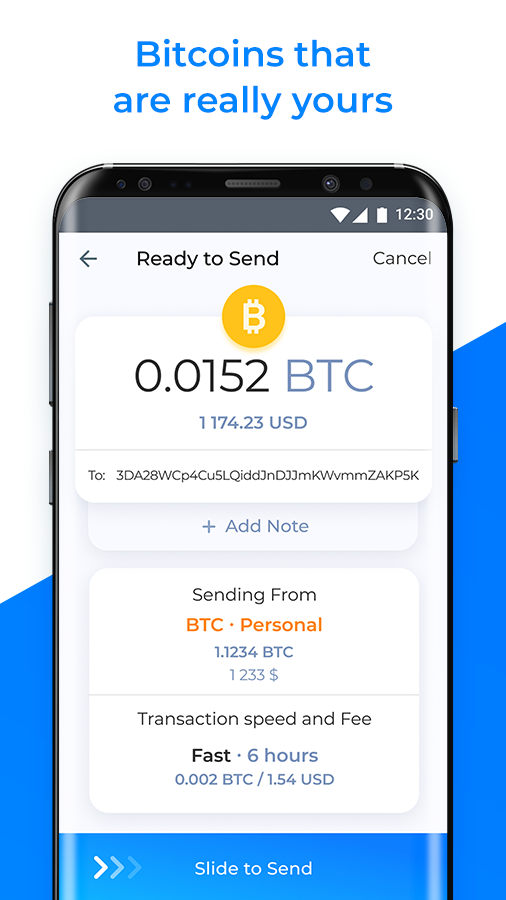 Bitcoins that
are really yours
12:30
Ready to Send
Cancel
0.0152 BTC
1 174.23 USD
To: 3DA28WCp4Cu5LQiddJnDJJmKWvmmZAKP5K
+ Add Note
Sending From
BTC · Personal
1.1234 BTC
1 233 $
Transaction speed and Fee
Fast · 6 hours
0.002 BTC / 1.54 USD
Slide to Send